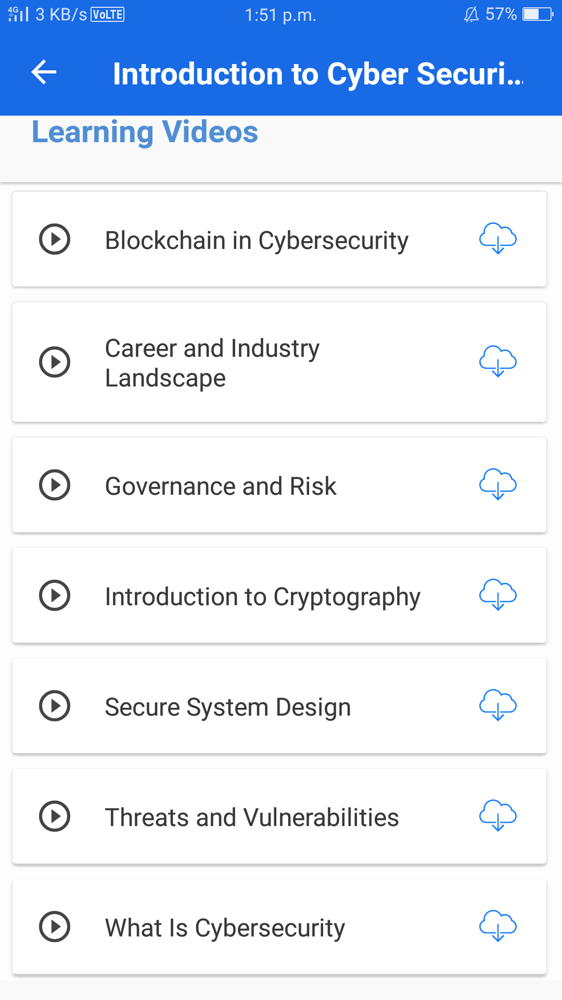 4G 3 KB/s VoLTE 1:51 p.m. 57%
Introduction to Cyber Securi...
Learning Videos
Blockchain in Cybersecurity
Career and Industry
Landscape
Governance and Risk
Introduction to Cryptography
Secure System Design
Threats and Vulnerabilities
What Is Cybersecurity